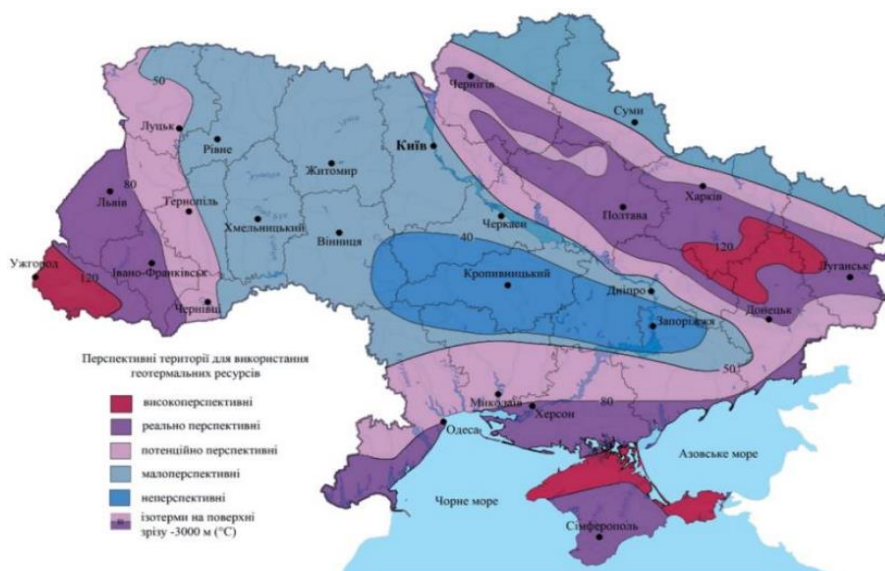 50
Чернігів
Суми
Луцьк
Рівне
Київ
Житомир
80
Львів
Харків
Тернопіль
Полтава
Хмельницький
Черкаси
Вінниця
40
120
Ужгород
120
Івано-Франківськ
Кропивницький
Луганськ
Дніпро
Чернівці
Донецьк
Запоріжжя
50
Перспективні території для використання
геотермальних ресурсів
високоперспективні
реально перспективні
потенційно перспективні
малоперспективні
неперспективні
ізотерми на поверхні
зрізу -3000 м (°C)
Миколаїв
80
Херсон
Одеса
Азовське море
Чорне море
Сімферополь